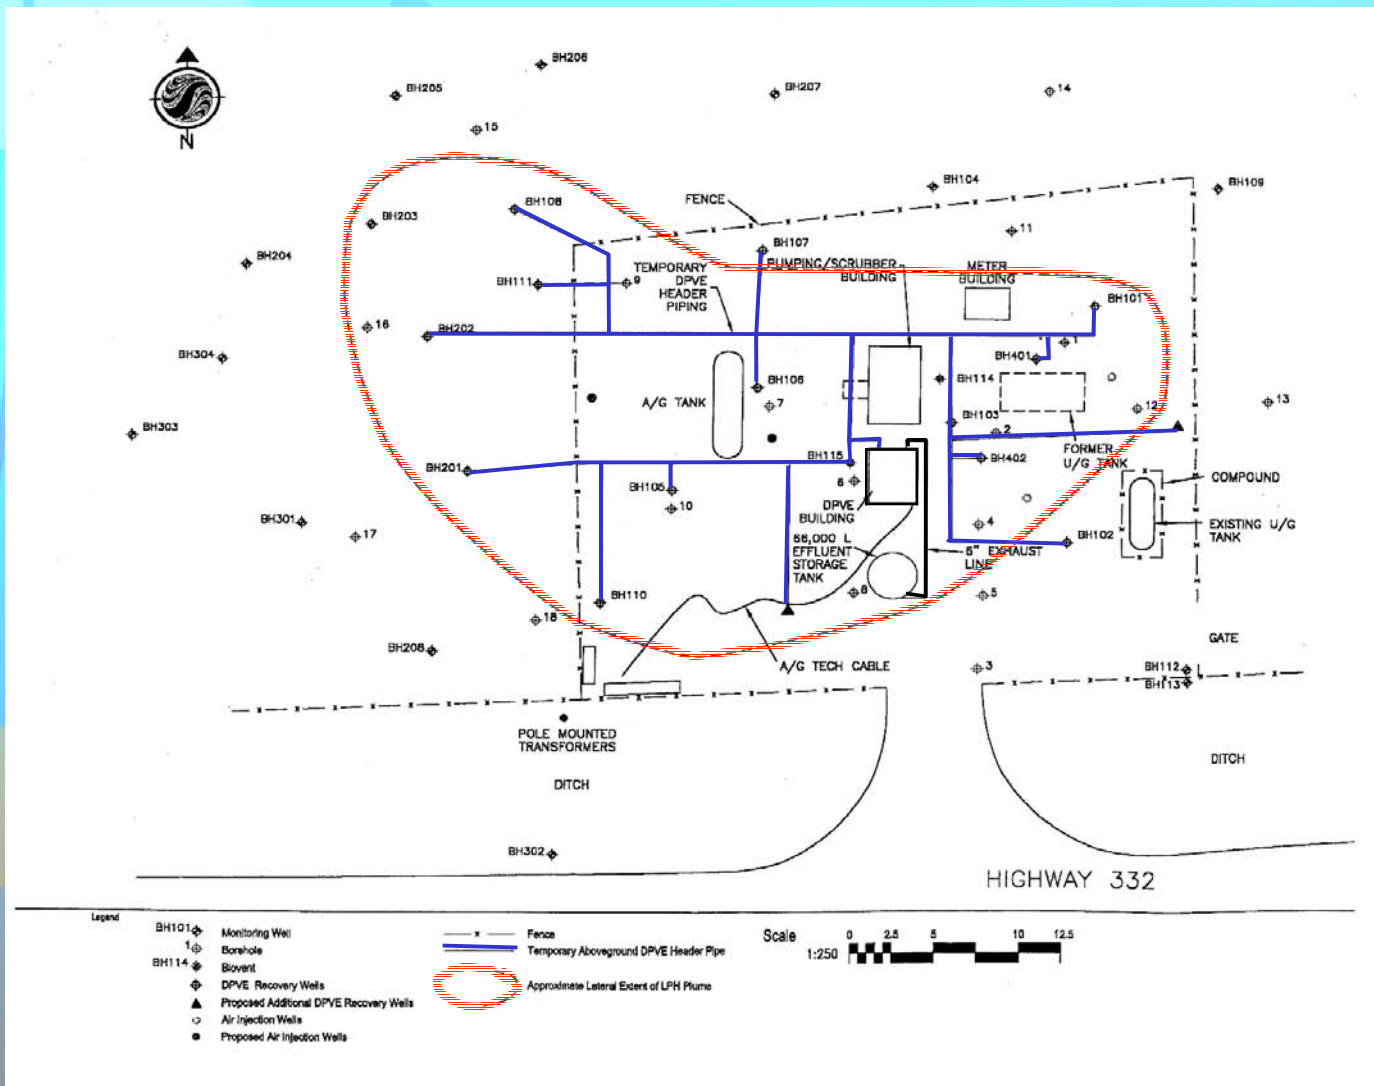 BH206
BH205
BH207
14
15
N
BH104
BH109
FENCE
BH108
BH203
11
BH107
BH204
TEMPORARY
DPVE
HEADER
PIPING
PUMPING/SCRUBBER
BUILDING
METER
BUILDING
BH111
9
BH101
16
BH202
1
BH304
BH401
BH106
BH114
A/G TANK
7
12
13
BH303
BH103
2
FORMER
U/G TANK
BH201
BH115
BH402
COMPOUND
BH105
6
10
DPVE
BUILDING
BH301
4
EXISTING U/G
TANK
17
66,000 L
EFFLUENT
STORAGE
TANK
6" EXHAUST
LINE
BH102
BH110
8
5
18
GATE
BH208
A/G TECH CABLE
3
BH112
BH113
POLE MOUNTED
TRANSFORMERS
DITCH
DITCH
BH302
HIGHWAY 332
Legend
BH101 Monitoring Well
1 Borehole
BH114 Biovent
DPVE Recovery Wells
Proposed Additional DPVE Recovery Wells
Air Injection Wells
Proposed Air Injection Wells
x Fence
Temporary Aboveground DPVE Header Pipe
Approximate Lateral Extent of LPH Plume
Scale
1:250
0 2.5 5 10 12.5